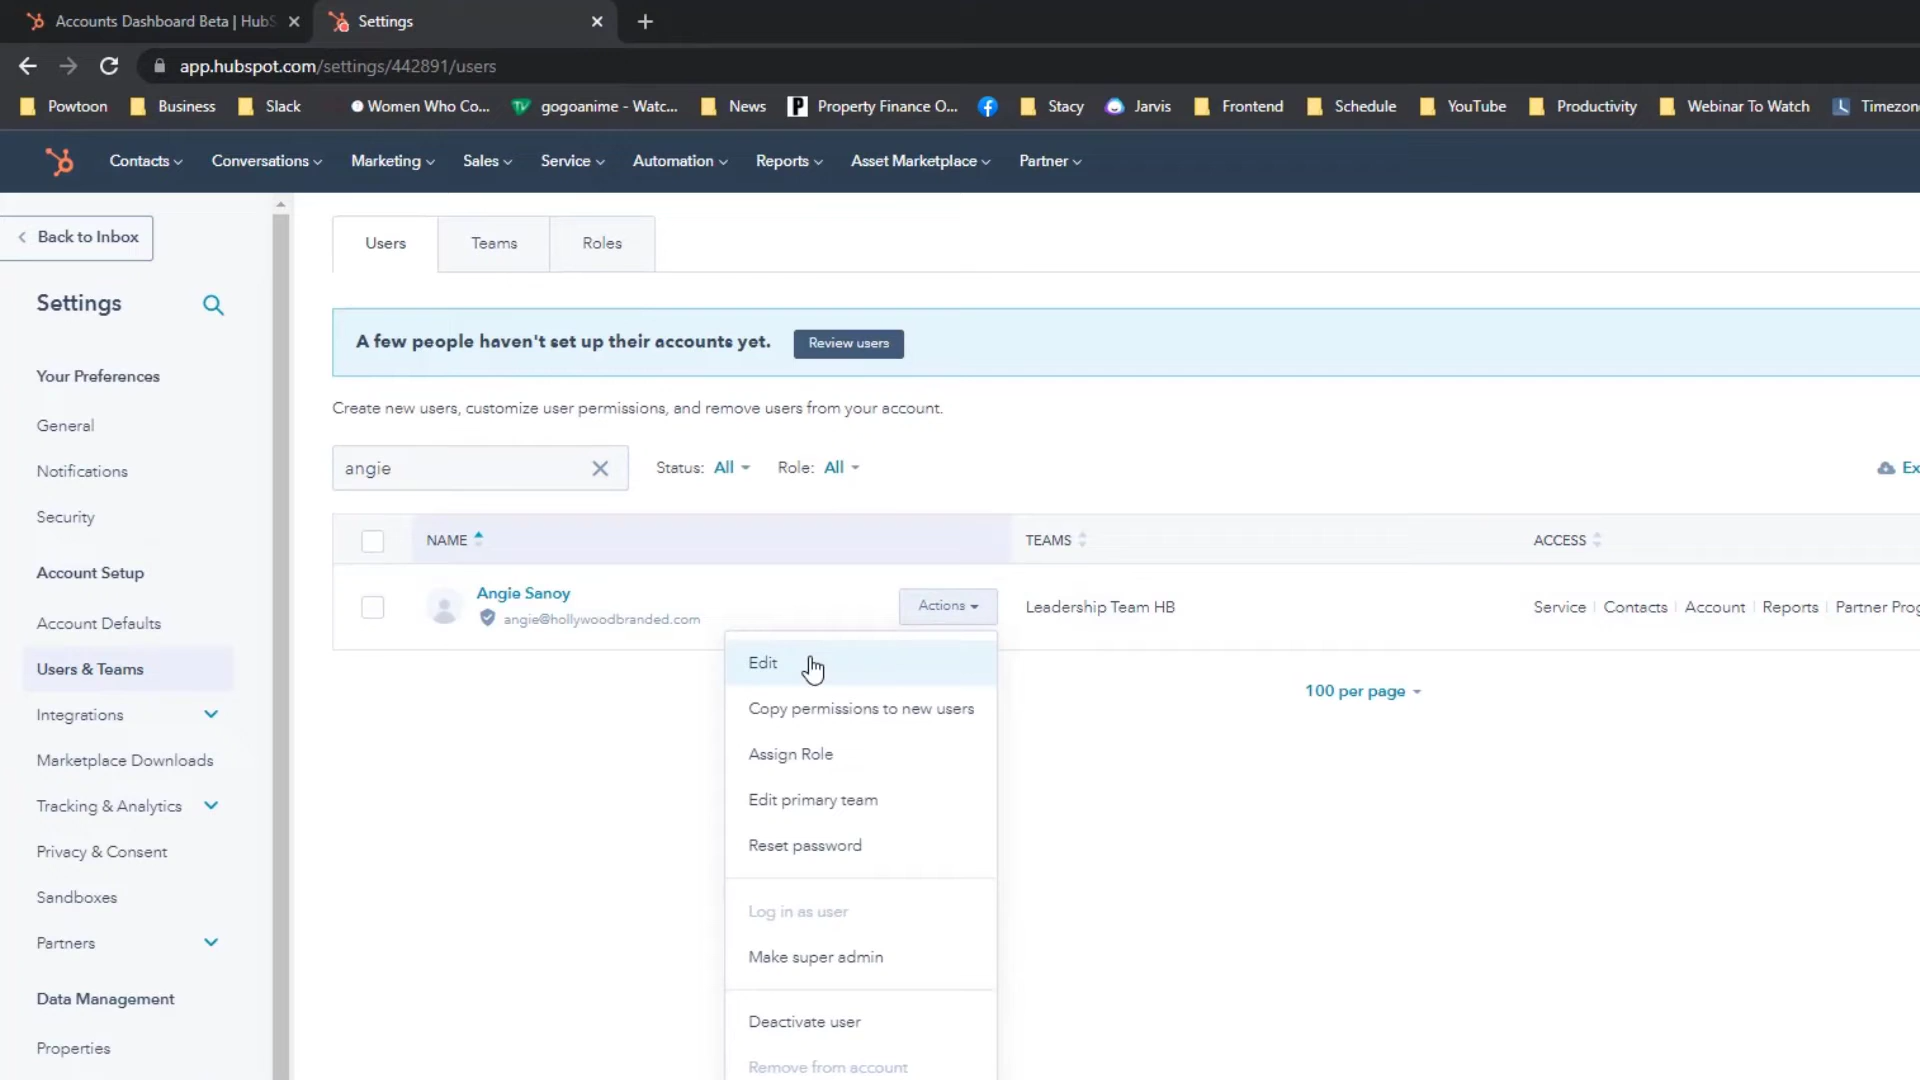 Accounts Dashboard Beta | HubS
Settings
app.hubspot.com/settings/442891/users
Powtoon Business Slack Women Who Co... gogoanime - Watc... News Property Finance O... Stacy Jarvis Frontend Schedule YouTube Productivity Webinar To Watch Timezon
Contacts Conversations Marketing Sales Service Automation Reports Asset Marketplace Partner
Back to Inbox
Settings
Your Preferences
General
Notifications
Security
Account Setup
Account Defaults
Users & Teams
Integrations
Marketplace Downloads
Tracking & Analytics
Privacy & Consent
Sandboxes
Partners
Data Management
Properties
Users Teams Roles
A few people haven't set up their accounts yet. Review users
Create new users, customize user permissions, and remove users from your account.
angie Status: All Role: All Ex
NAME TEAMS ACCESS
Angie Sanoy
angie@hollywoodbranded.com
Actions
Leadership Team HB
Service Contacts Account Reports Partner Prog
Edit
Copy permissions to new users
Assign Role
Edit primary team
Reset password
Log in as user
Make super admin
Deactivate user
Remove from account
100 per page